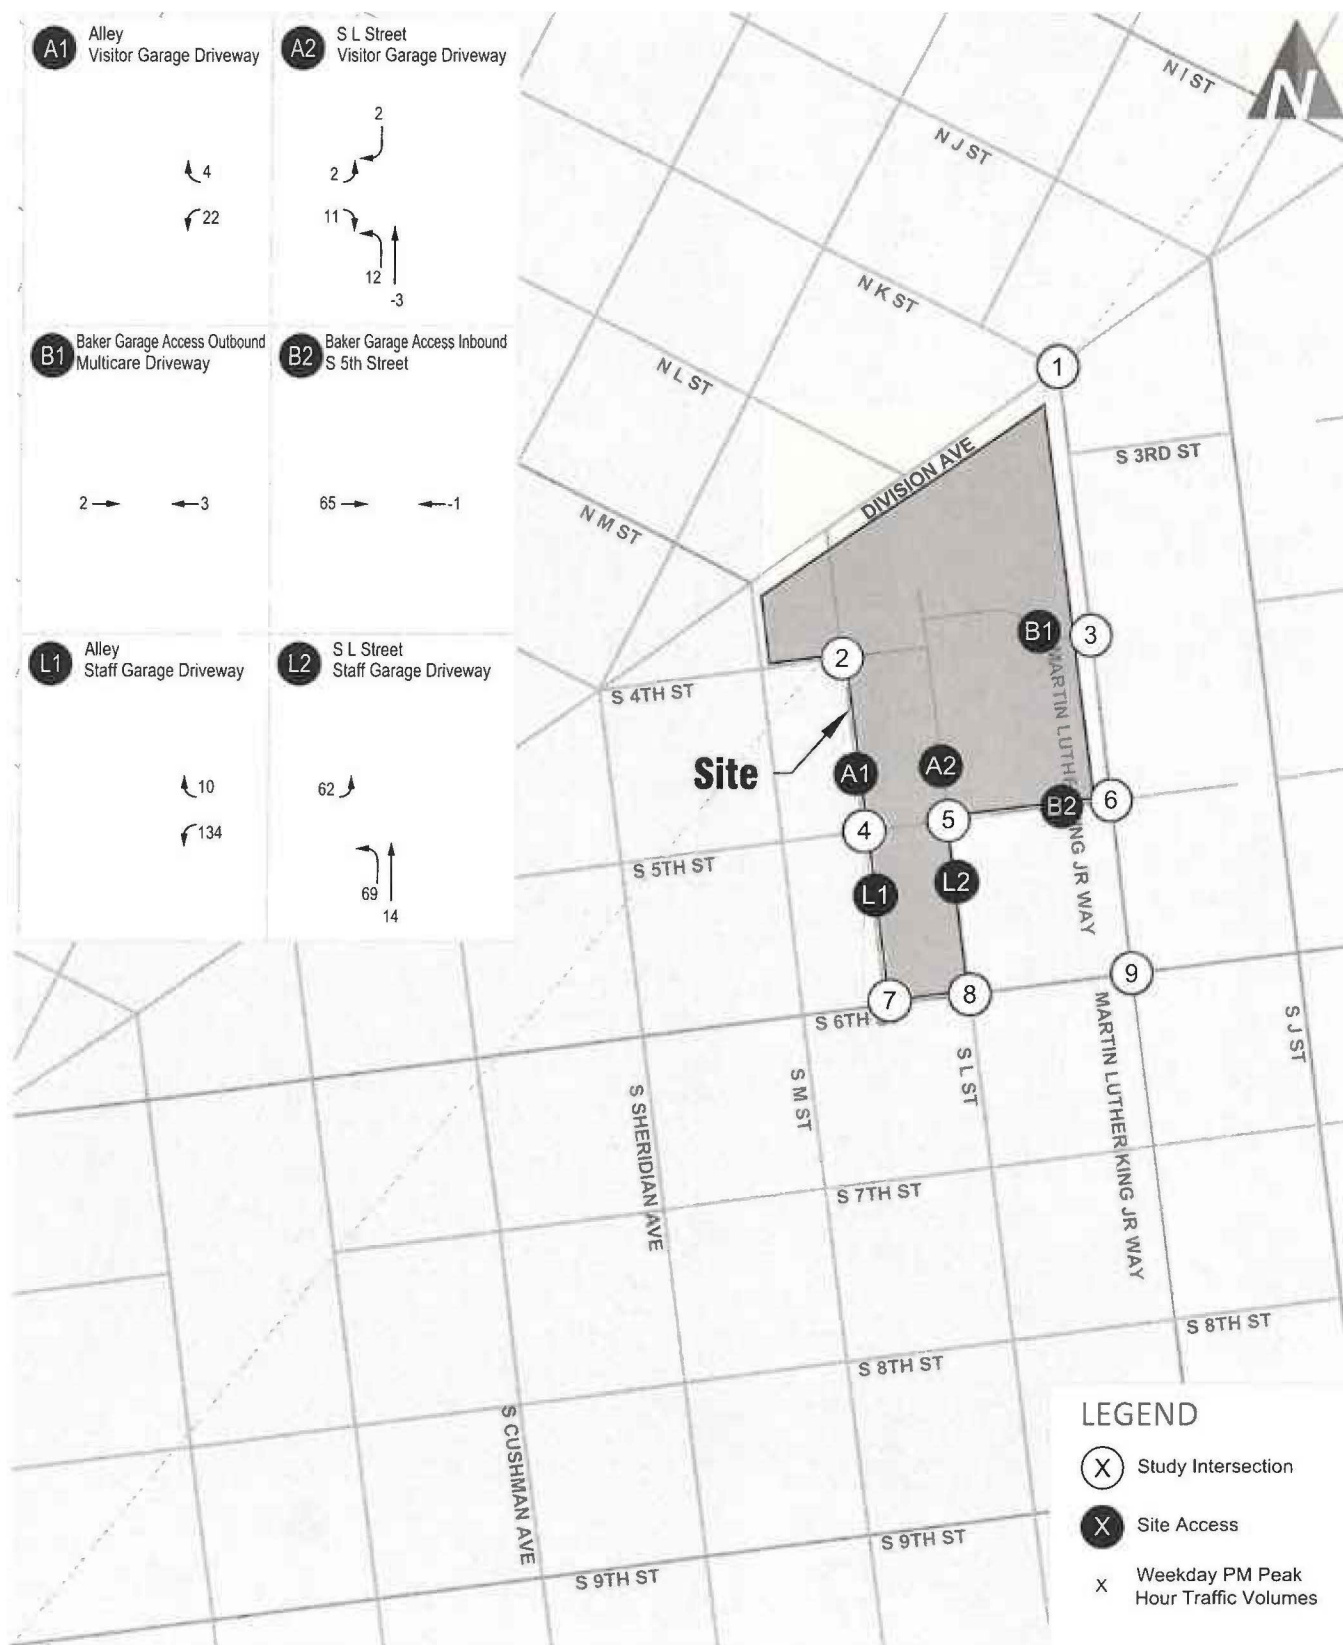 A1
Alley
Visitor Garage Driveway
4
22
A2
S L Street
Visitor Garage Driveway
2
2
11
12
-3
B1
Baker Garage Access Outbound
Multicare Driveway
2
3
B2
Baker Garage Access Inbound
S 5th Street
65
-1
L1
Alley
Staff Garage Driveway
10
134
L2
S L Street
Staff Garage Driveway
62
69
14
N
N I ST
N J ST
N K ST
N L ST
N M ST
DIVISION AVE
1
S 3RD ST
B1
3
2
S 4TH ST
MARTIN LUTHER KING JR WAY
Site
A1
A2
B2
6
4
5
S 5TH ST
L1
L2
7
8
9
S 6TH S
S SHERIDIAN AVE
S M ST
S L ST
MARTIN LUTHER KING JR WAY
S J ST
S 7TH ST
S 8TH ST
S 8TH ST
S CUSHMAN AVE
S 9TH ST
S 9TH ST
LEGEND
X
Study Intersection
X
Site Access
X
Weekday PM Peak
Hour Traffic Volumes